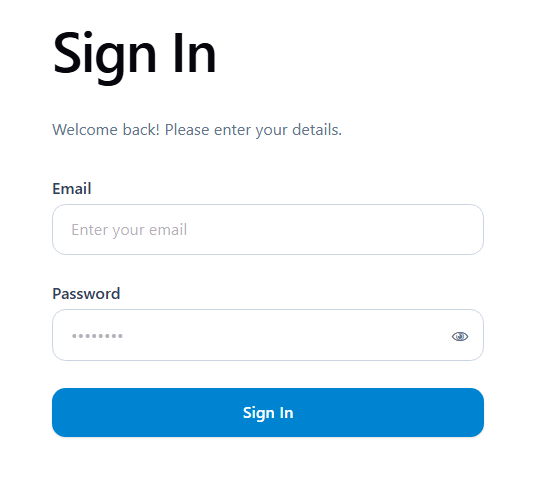 Sign In
Welcome back! Please enter your details.
Email
Enter your email
Password
••••••••
Sign In